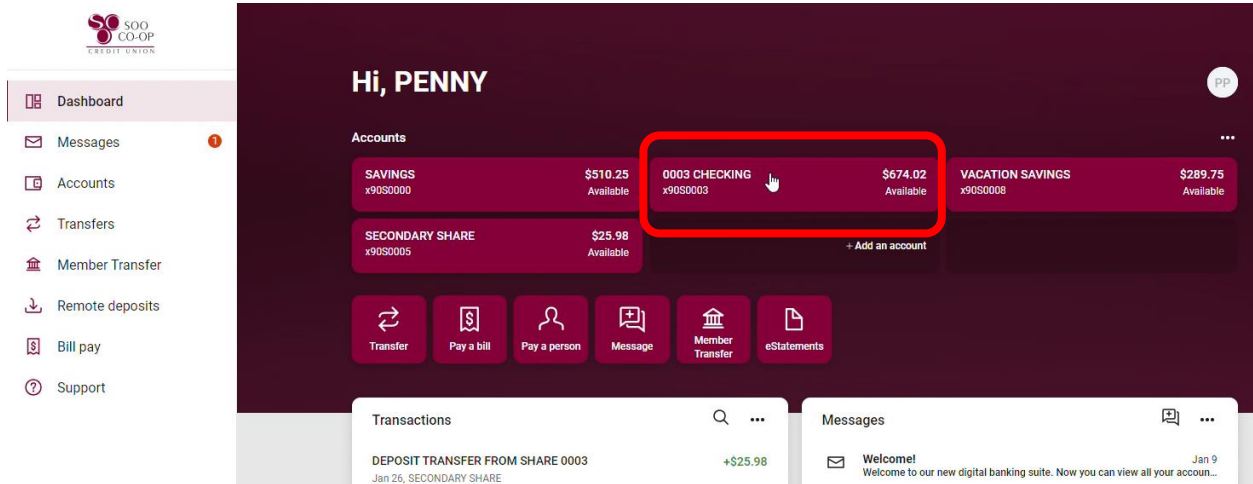 SOO
CO-OP
CREDIT UNION
Dashboard
Messages 1
Accounts
Transfers
Member Transfer
Remote deposits
Bill pay
Support
Hi, PENNY
PP
Accounts
SAVINGS $510.25
x90S0000 Available
0003 CHECKING $674.02
x90S0003 Available
VACATION SAVINGS $289.75
x90S0008 Available
SECONDARY SHARE $25.98
x90S0005 Available
+ Add an account
Transfer
Pay a bill
Pay a person
Message
Member
Transfer
eStatements
Transactions
DEPOSIT TRANSFER FROM SHARE 0003 +$25.98
Jan 26, SECONDARY SHARE
Messages
Welcome! Jan 9
Welcome to our new digital banking suite. Now you can view all your accoun...